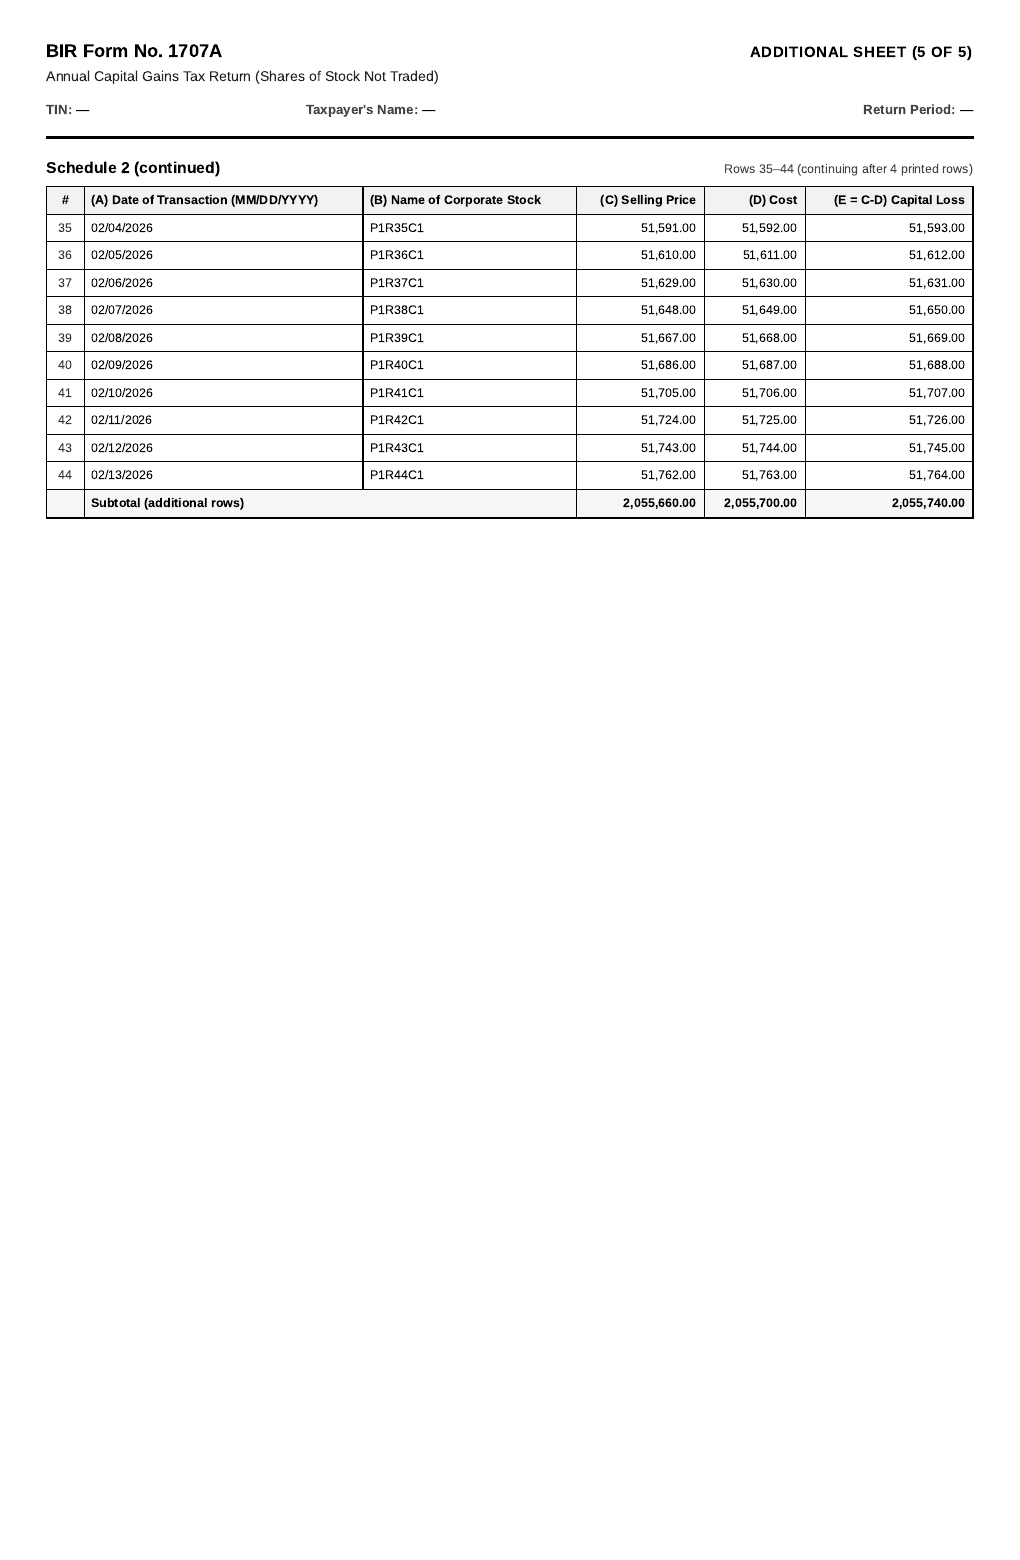 BIR Form No. 1707A
ADDITIONAL SHEET (5 OF 5)
Annual Capital Gains Tax Return (Shares of Stock Not Traded)
TIN: — Taxpayer's Name: — Return Period: —
Schedule 2 (continued)
Rows 35–44 (continuing after 4 printed rows)
# (A) Date of Transaction (MM/DD/YYYY) (B) Name of Corporate Stock (C) Selling Price (D) Cost (E = C-D) Capital Loss
35 02/04/2026 P1R35C1 51,591.00 51,592.00 51,593.00
36 02/05/2026 P1R36C1 51,610.00 51,611.00 51,612.00
37 02/06/2026 P1R37C1 51,629.00 51,630.00 51,631.00
38 02/07/2026 P1R38C1 51,648.00 51,649.00 51,650.00
39 02/08/2026 P1R39C1 51,667.00 51,668.00 51,669.00
40 02/09/2026 P1R40C1 51,686.00 51,687.00 51,688.00
41 02/10/2026 P1R41C1 51,705.00 51,706.00 51,707.00
42 02/11/2026 P1R42C1 51,724.00 51,725.00 51,726.00
43 02/12/2026 P1R43C1 51,743.00 51,744.00 51,745.00
44 02/13/2026 P1R44C1 51,762.00 51,763.00 51,764.00
Subtotal (additional rows) 2,055,660.00 2,055,700.00 2,055,740.00